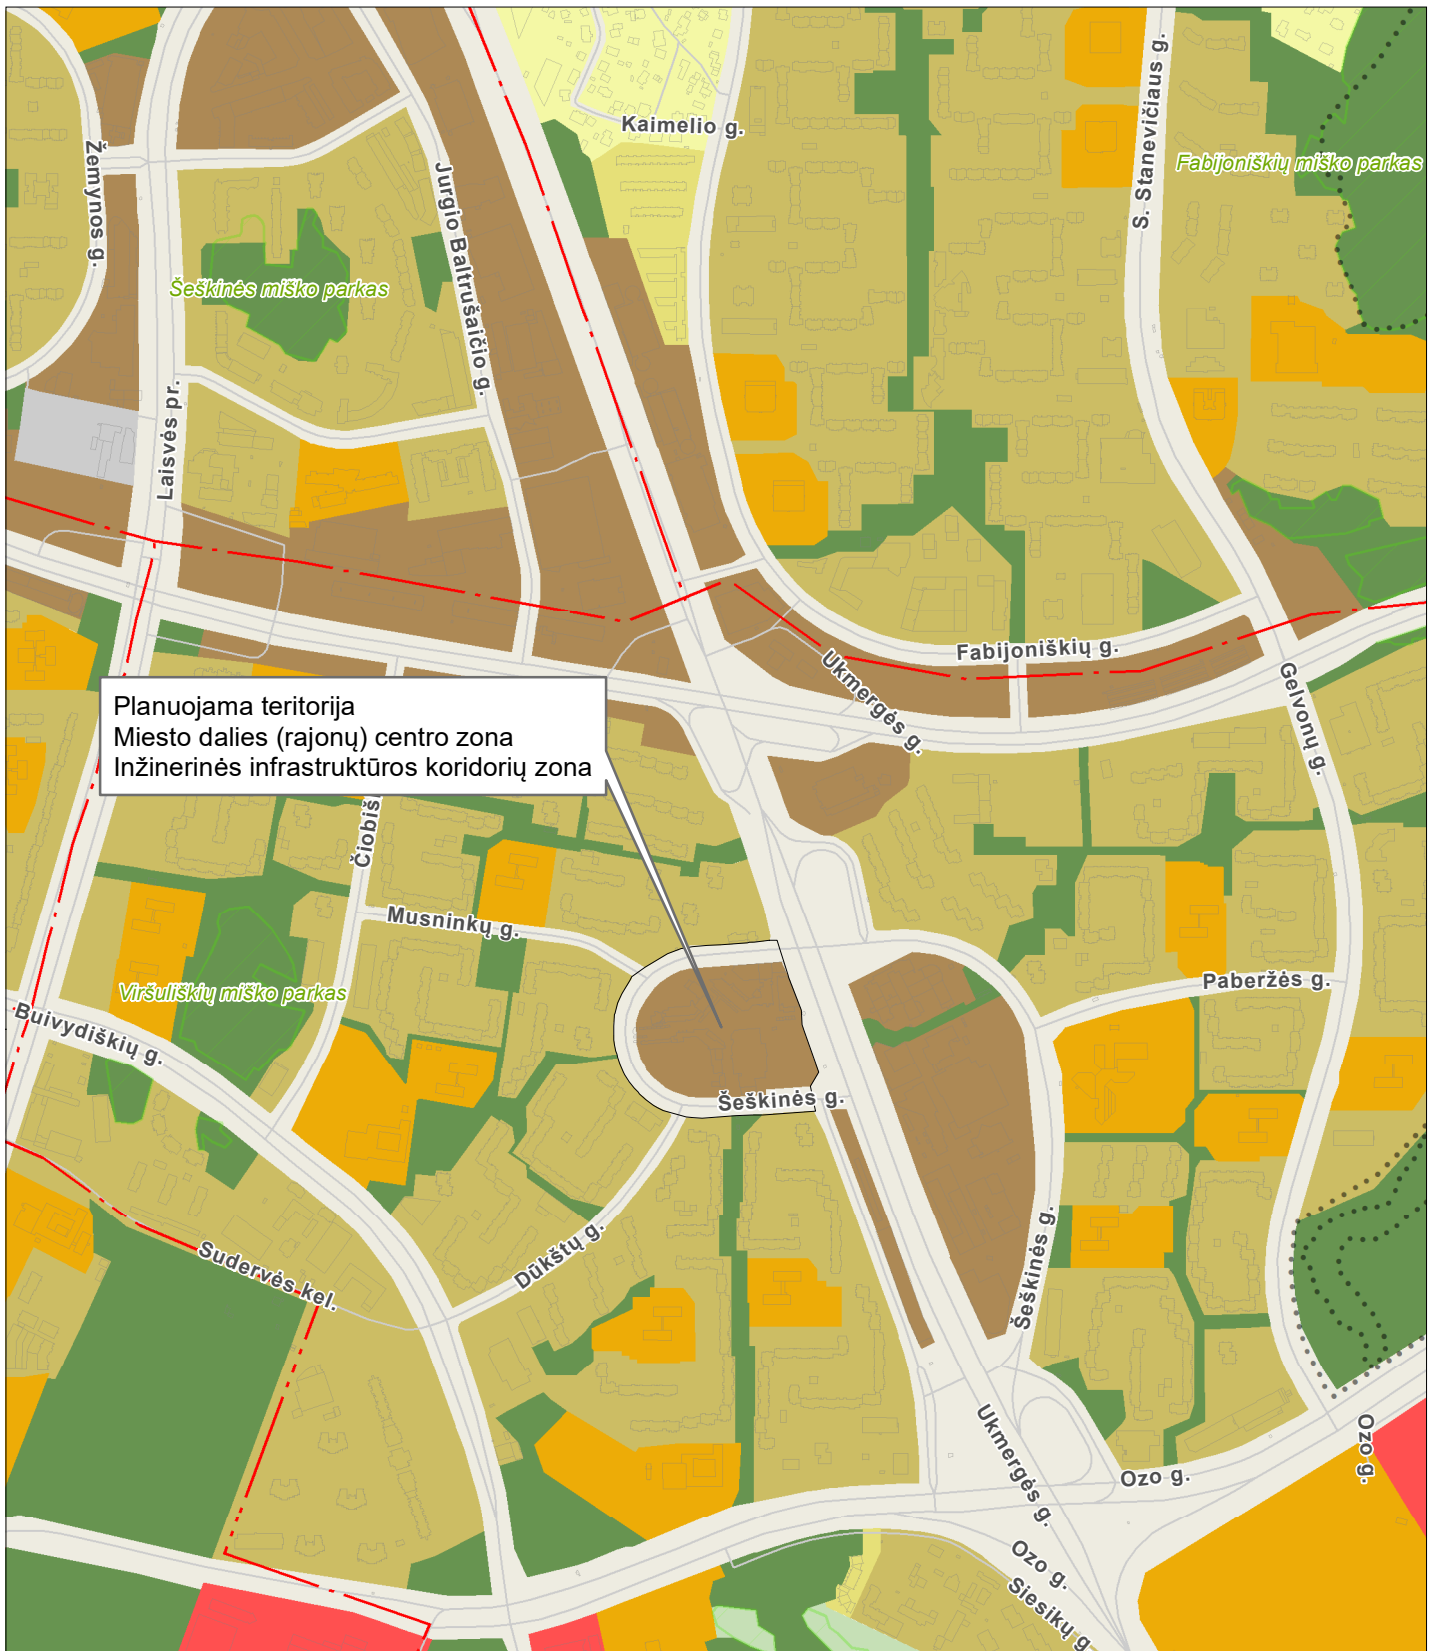 Kaimelio g.
S. Stanevičiaus g.
Žemynos g.
Fabijoniškių miško parkas
Jurgio Baltrušaičio g.
Šeškinės miško parkas
Laisvės pr.
Fabijoniškių g.
Ukmergės g.
Gelvonų g.
Planuojama teritorija
Miesto dalies (rajonų) centro zona
Inžinerinės infrastruktūros koridorių zona
Čiobiš
Musninkų g.
Paberžės g.
Viršuliškių miško parkas
Buivydiškių g.
Šeškinės g.
Dūkštų g.
Šeškinės g.
Sudervės kel.
Ukmergės g.
Ozo g.
Ozo g.
Ozo g.
Siesikų g.